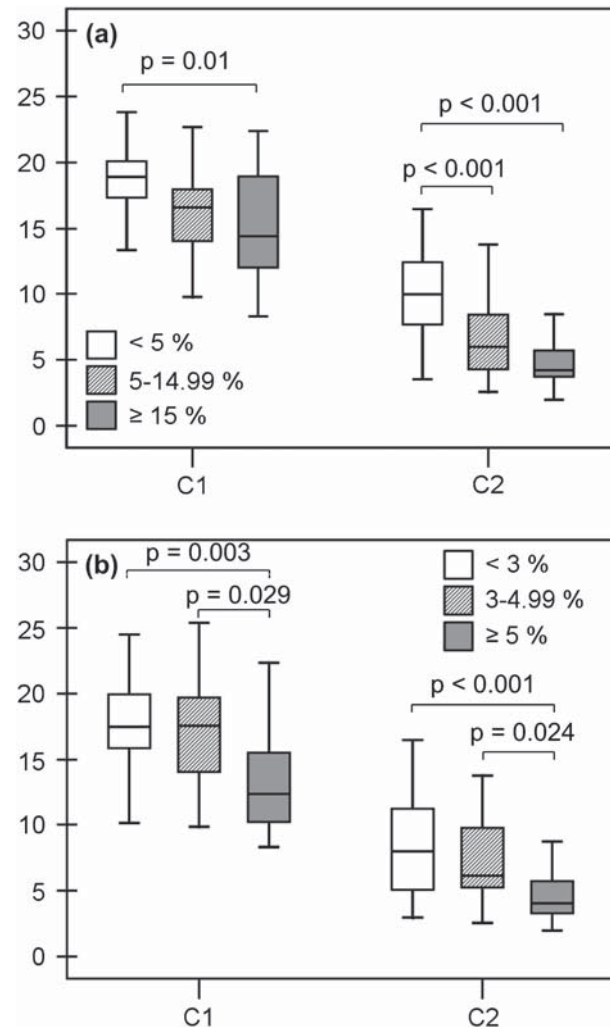 (a)
30
25
20
15
10
5
0
p = 0.01
p < 0.001
p < 0.001
< 5 %
5-14.99 %
≥ 15 %
C1
C2
(b)
30
25
20
15
10
5
0
p = 0.003
p = 0.029
< 3 %
3-4.99 %
≥ 5 %
p < 0.001
p = 0.024
C1
C2